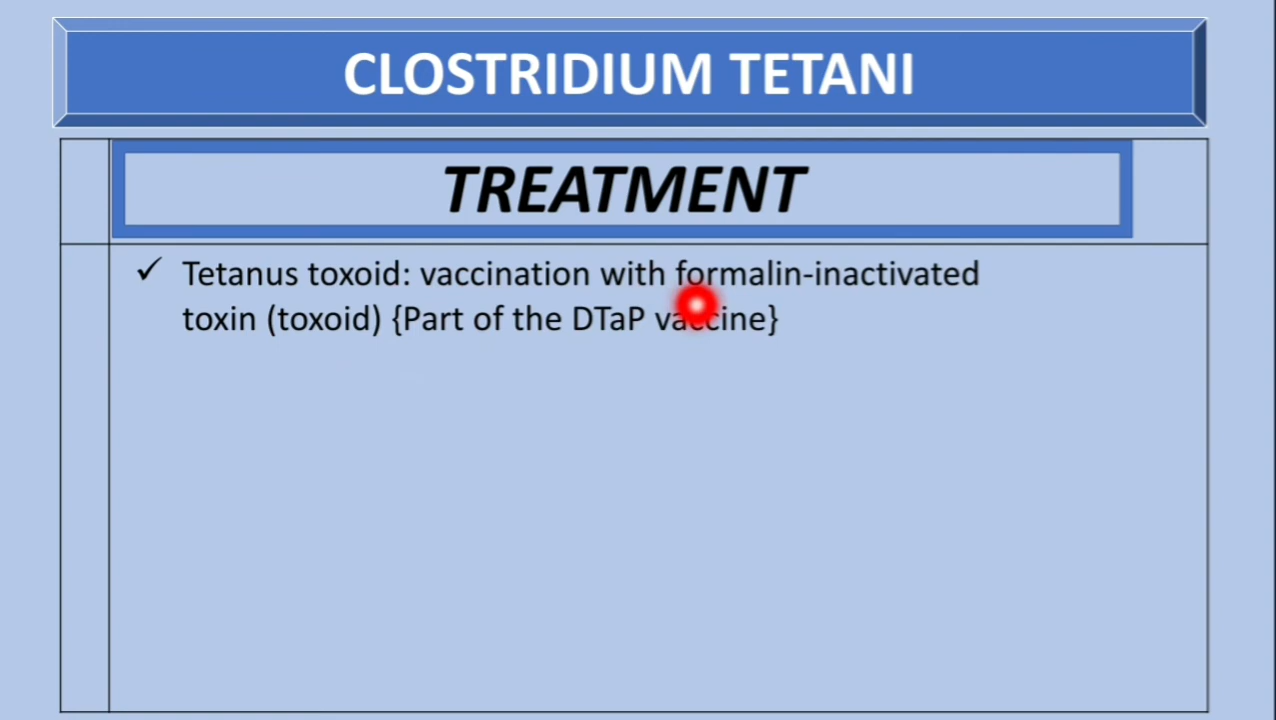 CLOSTRIDIUM TETANI
TREATMENT
✓ Tetanus toxoid: vaccination with formalin-inactivated
toxin (toxoid) {Part of the DTaP vaccine}